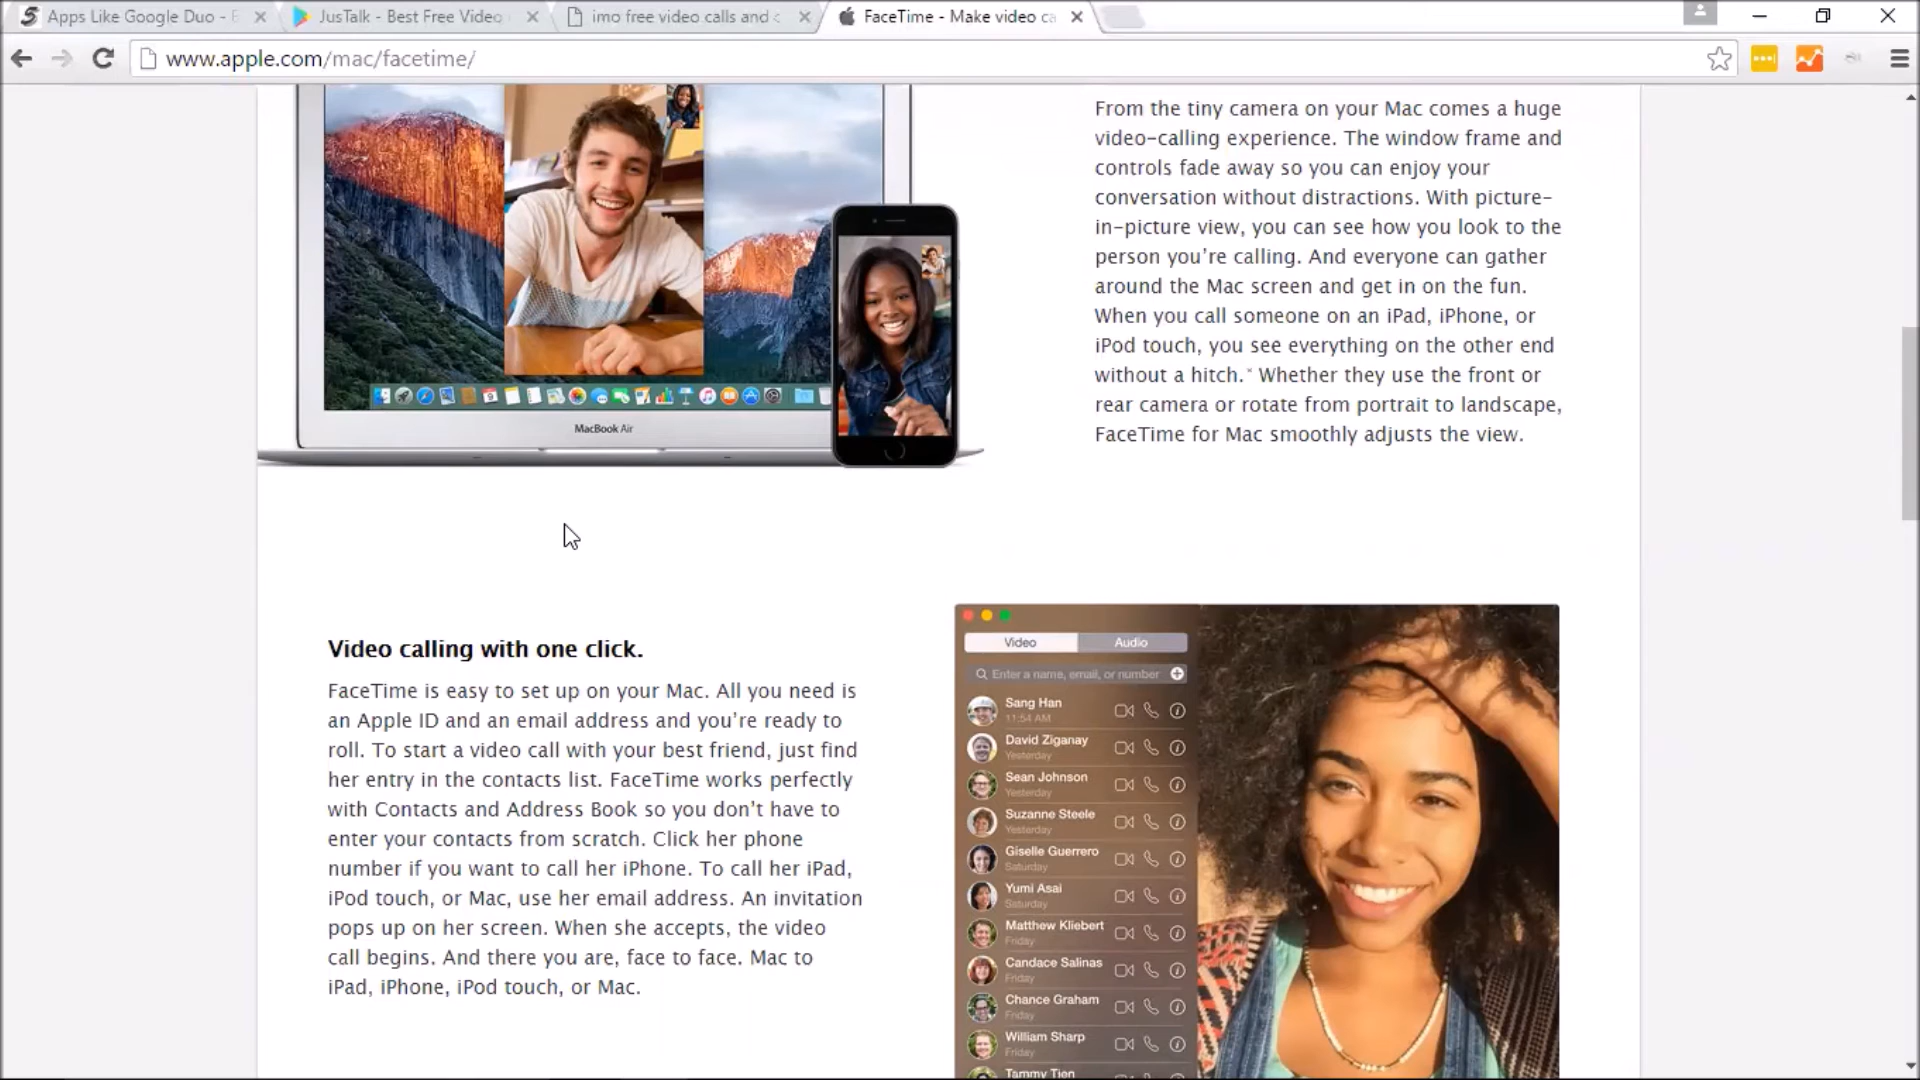 Apps Like Google Duo - E
JusTalk - Best Free Video
imo free video calls and c
FaceTime - Make video ca
www.apple.com/mac/facetime/
From the tiny camera on your Mac comes a huge
video-calling experience. The window frame and
controls fade away so you can enjoy your
conversation without distractions. With picture-
in-picture view, you can see how you look to the
person you’re calling. And everyone can gather
around the Mac screen and get in on the fun.
When you call someone on an iPad, iPhone, or
iPod touch, you see everything on the other end
without a hitch.* Whether they use the front or
rear camera or rotate from portrait to landscape,
FaceTime for Mac smoothly adjusts the view.
MacBook Air
Video calling with one click.
FaceTime is easy to set up on your Mac. All you need is
an Apple ID and an email address and you’re ready to
roll. To start a video call with your best friend, just find
her entry in the contacts list. FaceTime works perfectly
with Contacts and Address Book so you don’t have to
enter your contacts from scratch. Click her phone
number if you want to call her iPhone. To call her iPad,
iPod touch, or Mac, use her email address. An invitation
pops up on her screen. When she accepts, the video
call begins. And there you are, face to face. Mac to
iPad, iPhone, iPod touch, or Mac.
Video Audio
Enter a name, email, or number
Sang Han
11:54 AM
David Ziganay
Yesterday
Sean Johnson
Yesterday
Suzanne Steele
Yesterday
Giselle Guerrero
Saturday
Yumi Asai
Saturday
Matthew Kliebert
Friday
Candace Salinas
Friday
Chance Graham
Friday
William Sharp
Friday
Tammy Tien